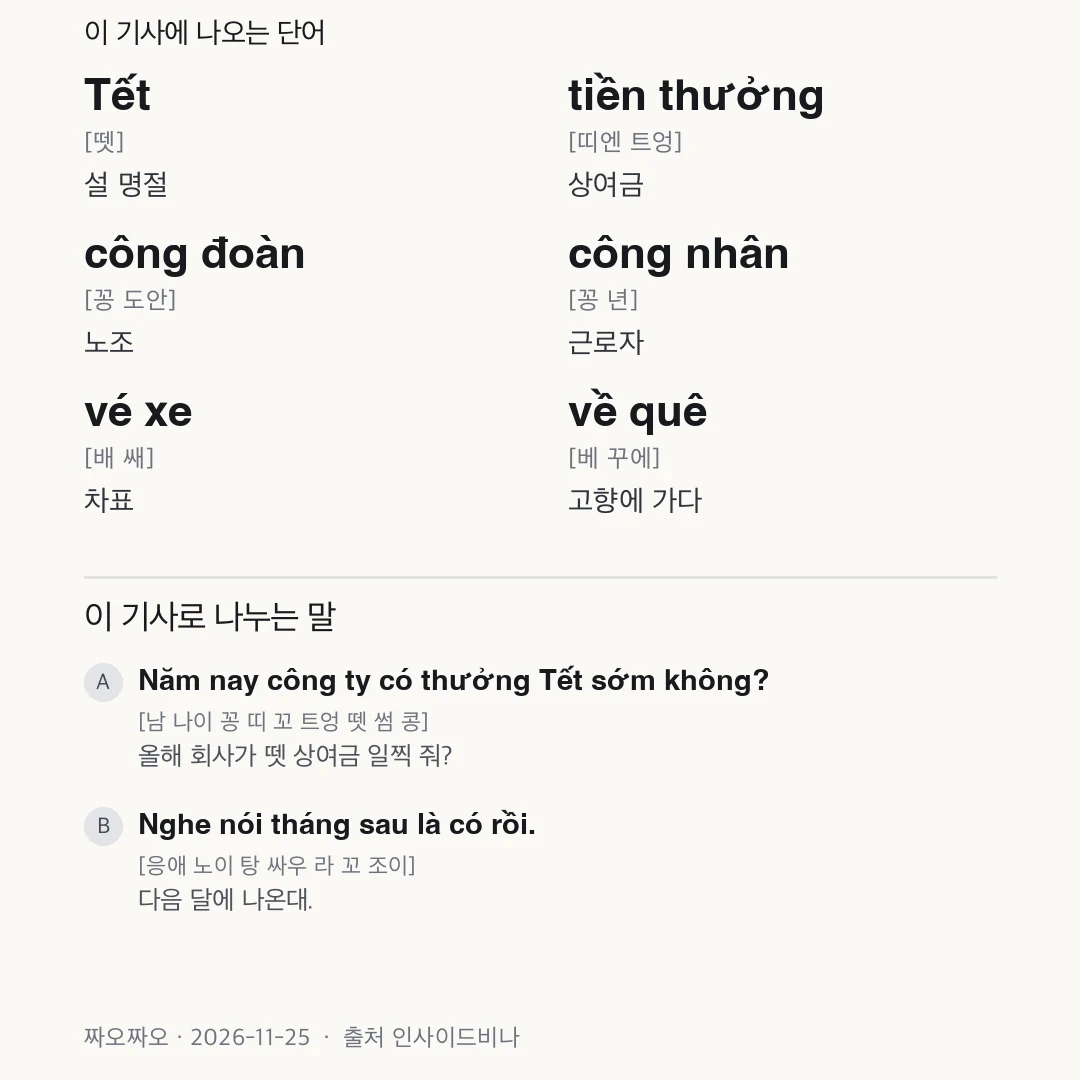 이 기사에 나오는 단어
Tết
[뗏]
설 명절
tiền thưởng
[띠엔 트엉]
상여금
công đoàn
[꽁 도안]
노조
công nhân
[꽁 년]
근로자
vé xe
[배 쌔]
차표
về quê
[베 꾸에]
고향에 가다
이 기사로 나누는 말
A
Năm nay công ty có thưởng Tết sớm không?
[남 나이 꽁 띠 꼬 트엉 뗏 썸 콩]
올해 회사가 뗏 상여금 일찍 줘?
B
Nghe nói tháng sau là có rồi.
[응애 노이 탕 싸우 라 꼬 조이]
다음 달에 나온대.
짜오짜오 · 2026-11-25 · 출처 인사이드비나